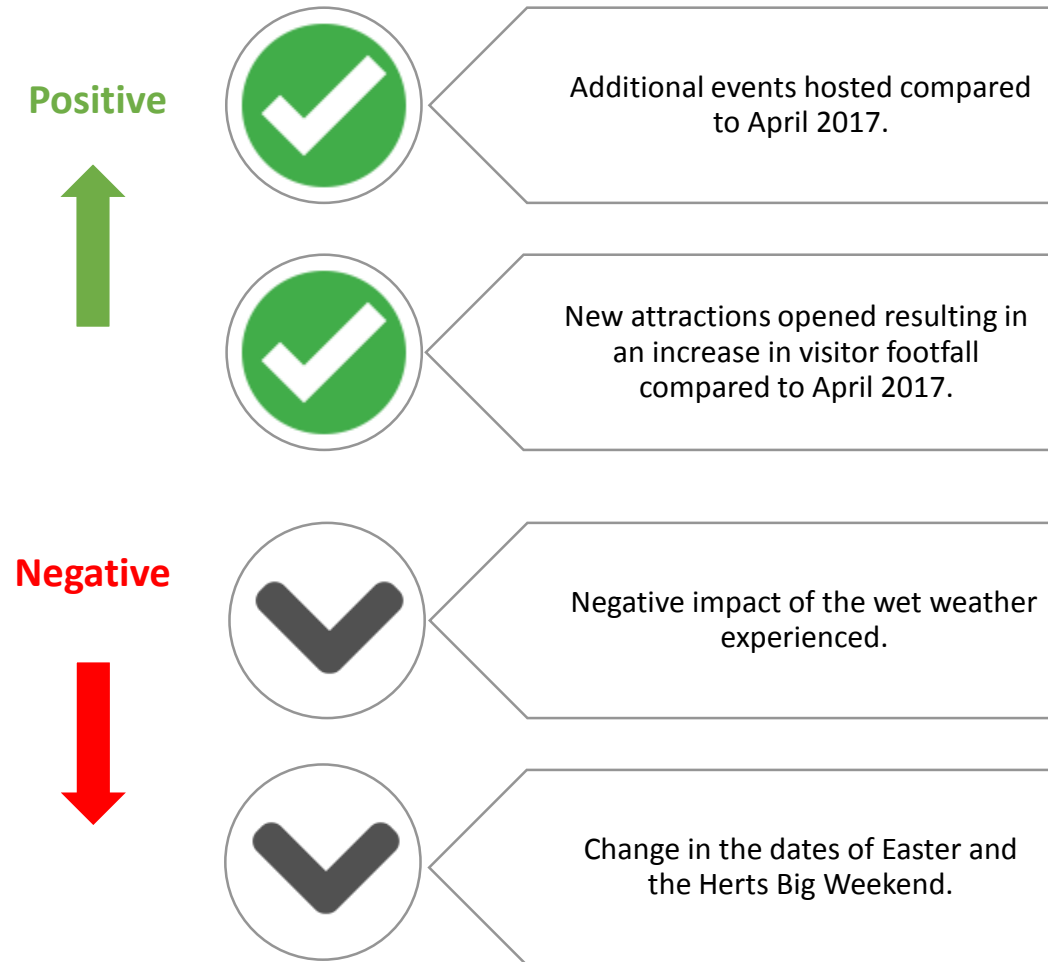 Positive
Additional events hosted compared
to April 2017.
New attractions opened resulting in
an increase in visitor footfall
compared to April 2017.
Negative
Negative impact of the wet weather
experienced.
Change in the dates of Easter and
the Herts Big Weekend.